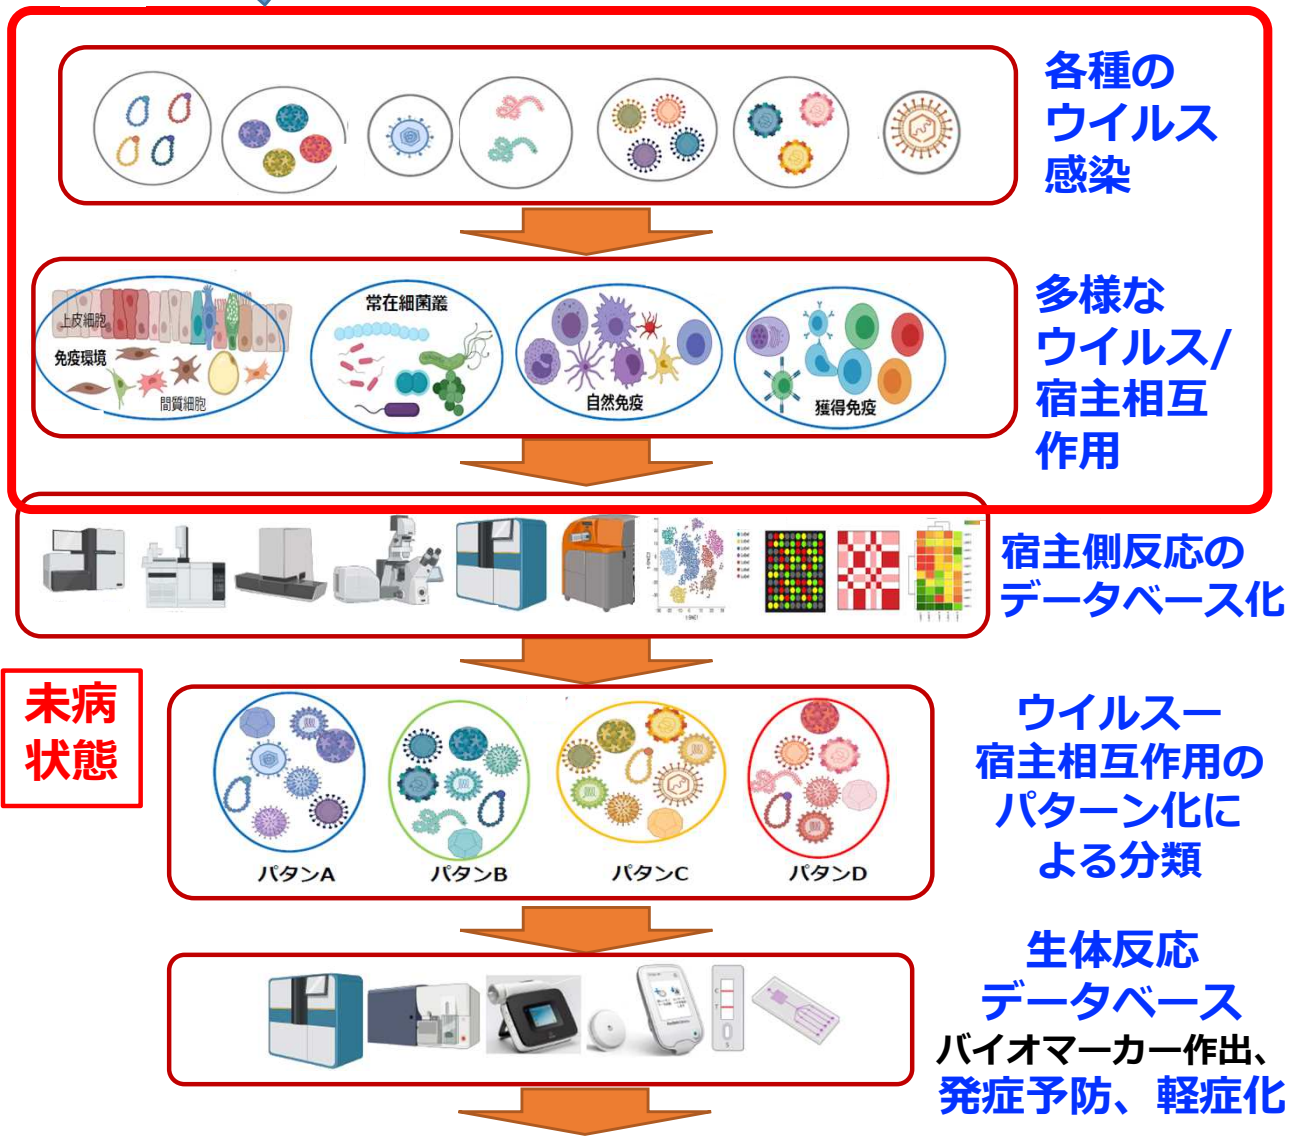 各種の
ウイルス
感染
上皮細胞
免疫環境
間質細胞
常在細菌叢
自然免疫
獲得免疫
多様な
ウイルス/
宿主相互
作用
宿主側反応の
データベース化
未病
状態
パタンA
パタンB
パタンC
パタンD
ウイルスー
宿主相互作用の
パターン化に
よる分類
C
T
S
生体反応
データベース
バイオマーカー作出、
発症予防、軽症化